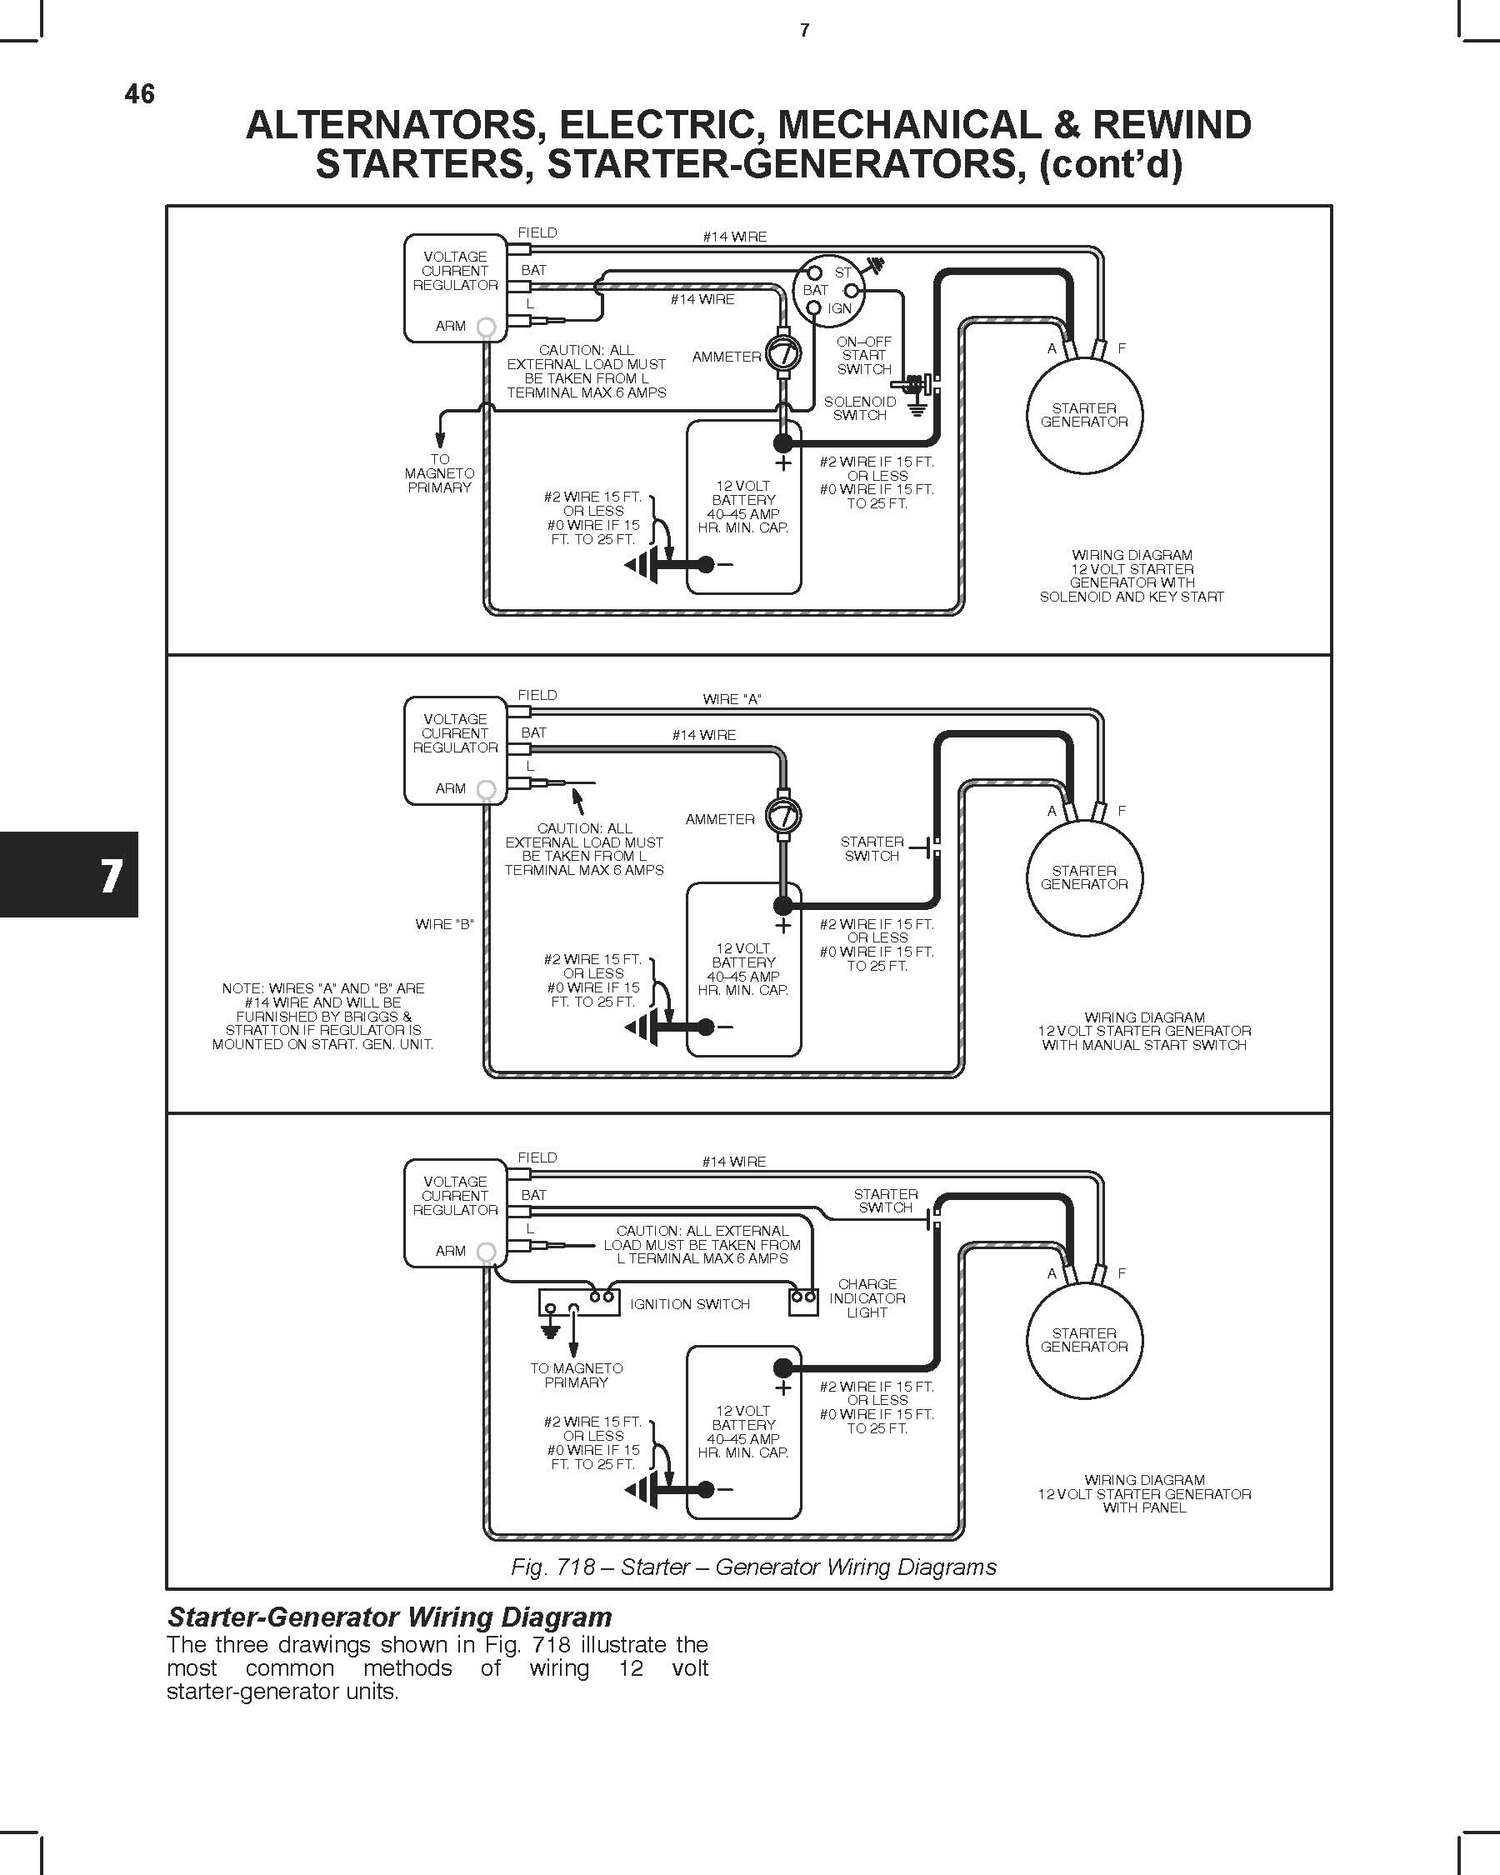 7
46
ALTERNATORS, ELECTRIC, MECHANICAL & REWIND
STARTERS, STARTER-GENERATORS, (cont’d)
FIELD
#14 WIRE
VOLTAGE
CURRENT
REGULATOR
BAT
L
ARM
#14 WIRE
ST
BAT
IGN
CAUTION: ALL
EXTERNAL LOAD MUST
BE TAKEN FROM L
TERMINAL MAX 6 AMPS
AMMETER
ON–OFF
START
SWITCH
SOLENOID
SWITCH
A
F
STARTER
GENERATOR
TO
MAGNETO
PRIMARY
+
#2 WIRE IF 15 FT.
OR LESS
#0 WIRE IF 15 FT.
TO 25 FT.
#2 WIRE 15 FT.
OR LESS
#0 WIRE IF 15
FT. TO 25 FT.
12 VOLT
BATTERY
40–45 AMP
HR. MIN. CAP.
–
WIRING DIAGRAM
12 VOLT STARTER
GENERATOR WITH
SOLENOID AND KEY START
FIELD
WIRE "A"
VOLTAGE
CURRENT
REGULATOR
BAT
#14 WIRE
L
ARM
CAUTION: ALL
EXTERNAL LOAD MUST
BE TAKEN FROM L
TERMINAL MAX 6 AMPS
AMMETER
STARTER
SWITCH
A
F
STARTER
GENERATOR
7
WIRE "B"
+
#2 WIRE IF 15 FT.
OR LESS
#0 WIRE IF 15 FT.
TO 25 FT.
#2 WIRE 15 FT.
OR LESS
#0 WIRE IF 15
FT. TO 25 FT.
12 VOLT
BATTERY
40–45 AMP
HR. MIN. CAP.
–
NOTE: WIRES "A" AND "B" ARE
#14 WIRE AND WILL BE
FURNISHED BY BRIGGS &
STRATTON IF REGULATOR IS
MOUNTED ON START. GEN. UNIT.
WIRING DIAGRAM
12 VOLT STARTER GENERATOR
WITH MANUAL START SWITCH
FIELD
#14 WIRE
VOLTAGE
CURRENT
REGULATOR
BAT
L
ARM
STARTER
SWITCH
CAUTION: ALL EXTERNAL
LOAD MUST BE TAKEN FROM
L TERMINAL MAX 6 AMPS
IGNITION SWITCH
CHARGE
INDICATOR
LIGHT
A
F
STARTER
GENERATOR
TO MAGNETO
PRIMARY
+
#2 WIRE IF 15 FT.
OR LESS
#0 WIRE IF 15 FT.
TO 25 FT.
#2 WIRE 15 FT.
OR LESS
#0 WIRE IF 15
FT. TO 25 FT.
12 VOLT
BATTERY
40–45 AMP
HR. MIN. CAP.
–
WIRING DIAGRAM
12 VOLT STARTER GENERATOR
WITH PANEL
Fig. 718 – Starter – Generator Wiring Diagrams
Starter-Generator Wiring Diagram
The three drawings shown in Fig. 718 illustrate the
most common methods of wiring 12 volt
starter-generator units.